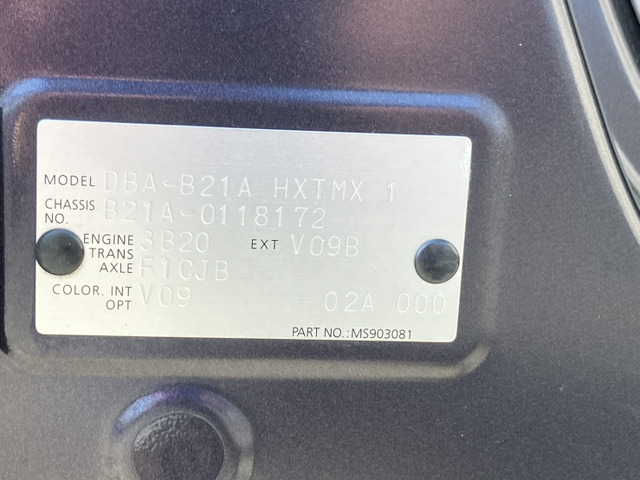 MODEL DBA-B21A HXTMX 1
CHASSIS NO. B21A-0118172
ENGINE 3B20 EXT V09B
TRANS AXLE F1CJB
COLOR. INT OPT V09 02A 000
PART NO.:MS903081